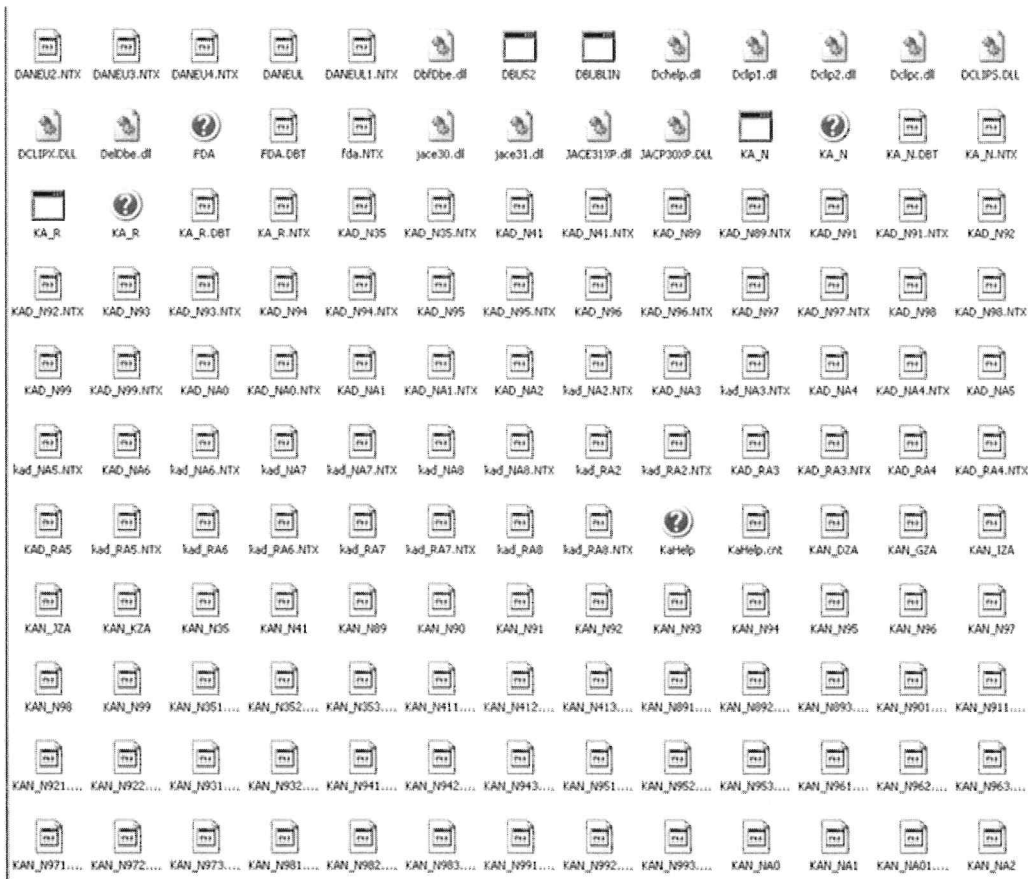 DANEU2.NTX DANEU3.NTX DANEU4.NTX DANEUL DANEUL1.NTX DbfDbe.dll DBUS2 DBUBLIN Dchelp.dll Dclip1.dll Dclip2.dll Dclipc.dll DCLIPS.DLL
DCLIPX.DLL DelDbe.dll FDA FDA.DBT fda.NTX jace30.dll jace31.dll JACE31XP.dll JACP30XP.DLL KA_N KA_N KA_N.DBT KA_N.NTX
KA_R KA_R KA_R.DBT KA_R.NTX KAD_N35 KAD_N35.NTX KAD_N41 KAD_N41.NTX KAD_N89 KAD_N89.NTX KAD_N91 KAD_N91.NTX KAD_N92
KAD_N92.NTX KAD_N93 KAD_N93.NTX KAD_N94 KAD_N94.NTX KAD_N95 KAD_N95.NTX KAD_N96 KAD_N96.NTX KAD_N97 KAD_N97.NTX KAD_N98 KAD_N98.NTX
KAD_N99 KAD_N99.NTX KAD_NA0 KAD_NA0.NTX KAD_NA1 KAD_NA1.NTX KAD_NA2 kad_NA2.NTX KAD_NA3 kad_NA3.NTX KAD_NA4 KAD_NA4.NTX KAD_NA5
kad_NA5.NTX KAD_NA6 kad_NA6.NTX kad_NA7 kad_NA7.NTX kad_NA8 kad_NA8.NTX kad_RA2 kad_RA2.NTX KAD_RA3 KAD_RA3.NTX KAD_RA4 KAD_RA4.NTX
KAD_RA5 kad_RA5.NTX kad_RA6 kad_RA6.NTX kad_RA7 kad_RA7.NTX kad_RA8 kad_RA8.NTX KaHelp KaHelp.cnt KAN_DZA KAN_GZA KAN_IZA
KAN_JZA KAN_KZA KAN_N35 KAN_N41 KAN_N89 KAN_N90 KAN_N91 KAN_N92 KAN_N93 KAN_N94 KAN_N95 KAN_N96 KAN_N97
KAN_N98 KAN_N99 KAN_N351.... KAN_N352.... KAN_N353.... KAN_N411.... KAN_N412.... KAN_N413.... KAN_N891.... KAN_N892.... KAN_N893.... KAN_N901.... KAN_N911....
KAN_N921.... KAN_N922.... KAN_N931.... KAN_N932.... KAN_N941.... KAN_N942.... KAN_N943.... KAN_N951.... KAN_N952.... KAN_N953.... KAN_N961.... KAN_N962.... KAN_N963....
KAN_N971.... KAN_N972.... KAN_N973.... KAN_N981.... KAN_N982.... KAN_N983.... KAN_N991.... KAN_N992.... KAN_N993.... KAN_NA0 KAN_NA1 KAN_NA01.... KAN_NA2